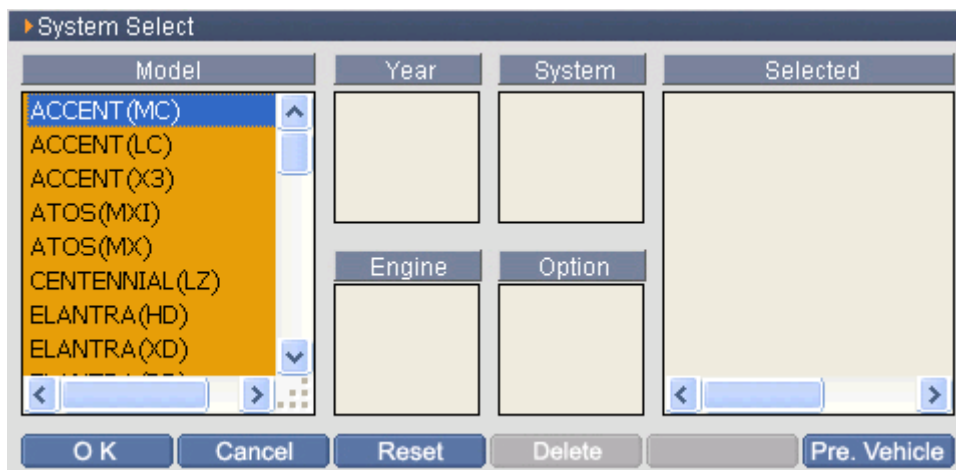 System Select
Model
Year
System
Selected
ACCENT(MC)
ACCENT(LC)
ACCENT(X3)
ATOS(MXI)
ATOS(MX)
CENTENNIAL(LZ)
ELANTRA(HD)
ELANTRA(XD)
Engine
Option
OK
Cancel
Reset
Delete
Pre. Vehicle